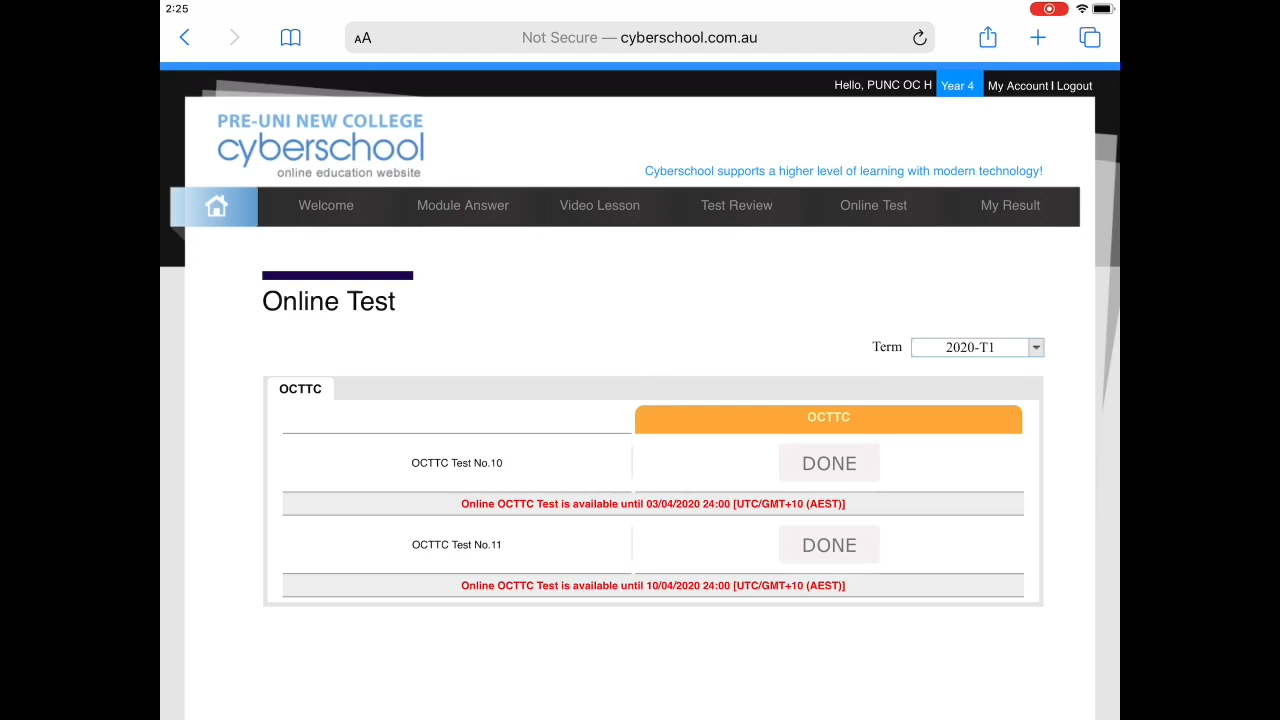 2:25
AA
Not Secure — cyberschool.com.au
Hello, PUNC OC H Year 4 My Account | Logout
PRE-UNI NEW COLLEGE
cyberschool
online education website
Cyberschool supports a higher level of learning with modern technology!
Welcome Module Answer Video Lesson Test Review Online Test My Result
Online Test
Term 2020-T1
OCTTC
OCTTC
OCTTC Test No.10 DONE
Online OCTTC Test is available until 03/04/2020 24:00 [UTC/GMT+10 (AEST)]
OCTTC Test No.11 DONE
Online OCTTC Test is available until 10/04/2020 24:00 [UTC/GMT+10 (AEST)]